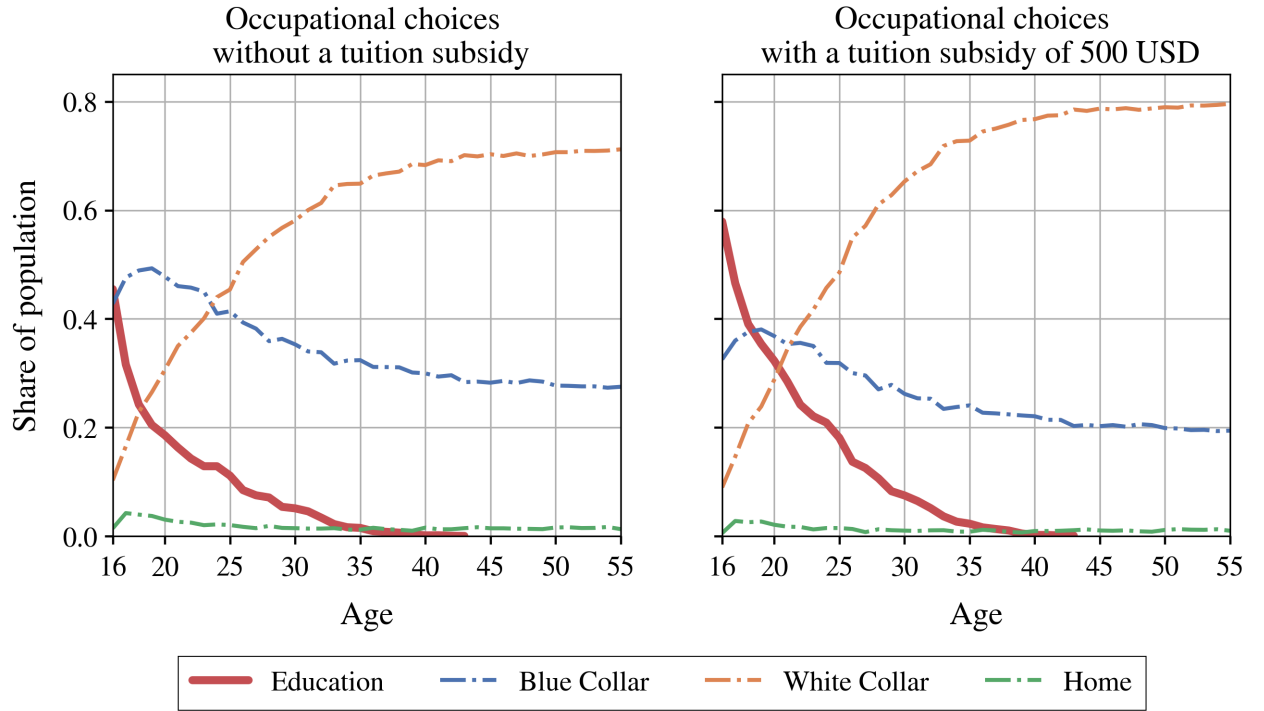 Occupational choices
without a tuition subsidy
Occupational choices
with a tuition subsidy of 500 USD
Share of population
0.8
0.6
0.4
0.2
0.0
16 20 25 30 35 40 45 50 55
16 20 25 30 35 40 45 50 55
Age
Age
Education Blue Collar White Collar Home